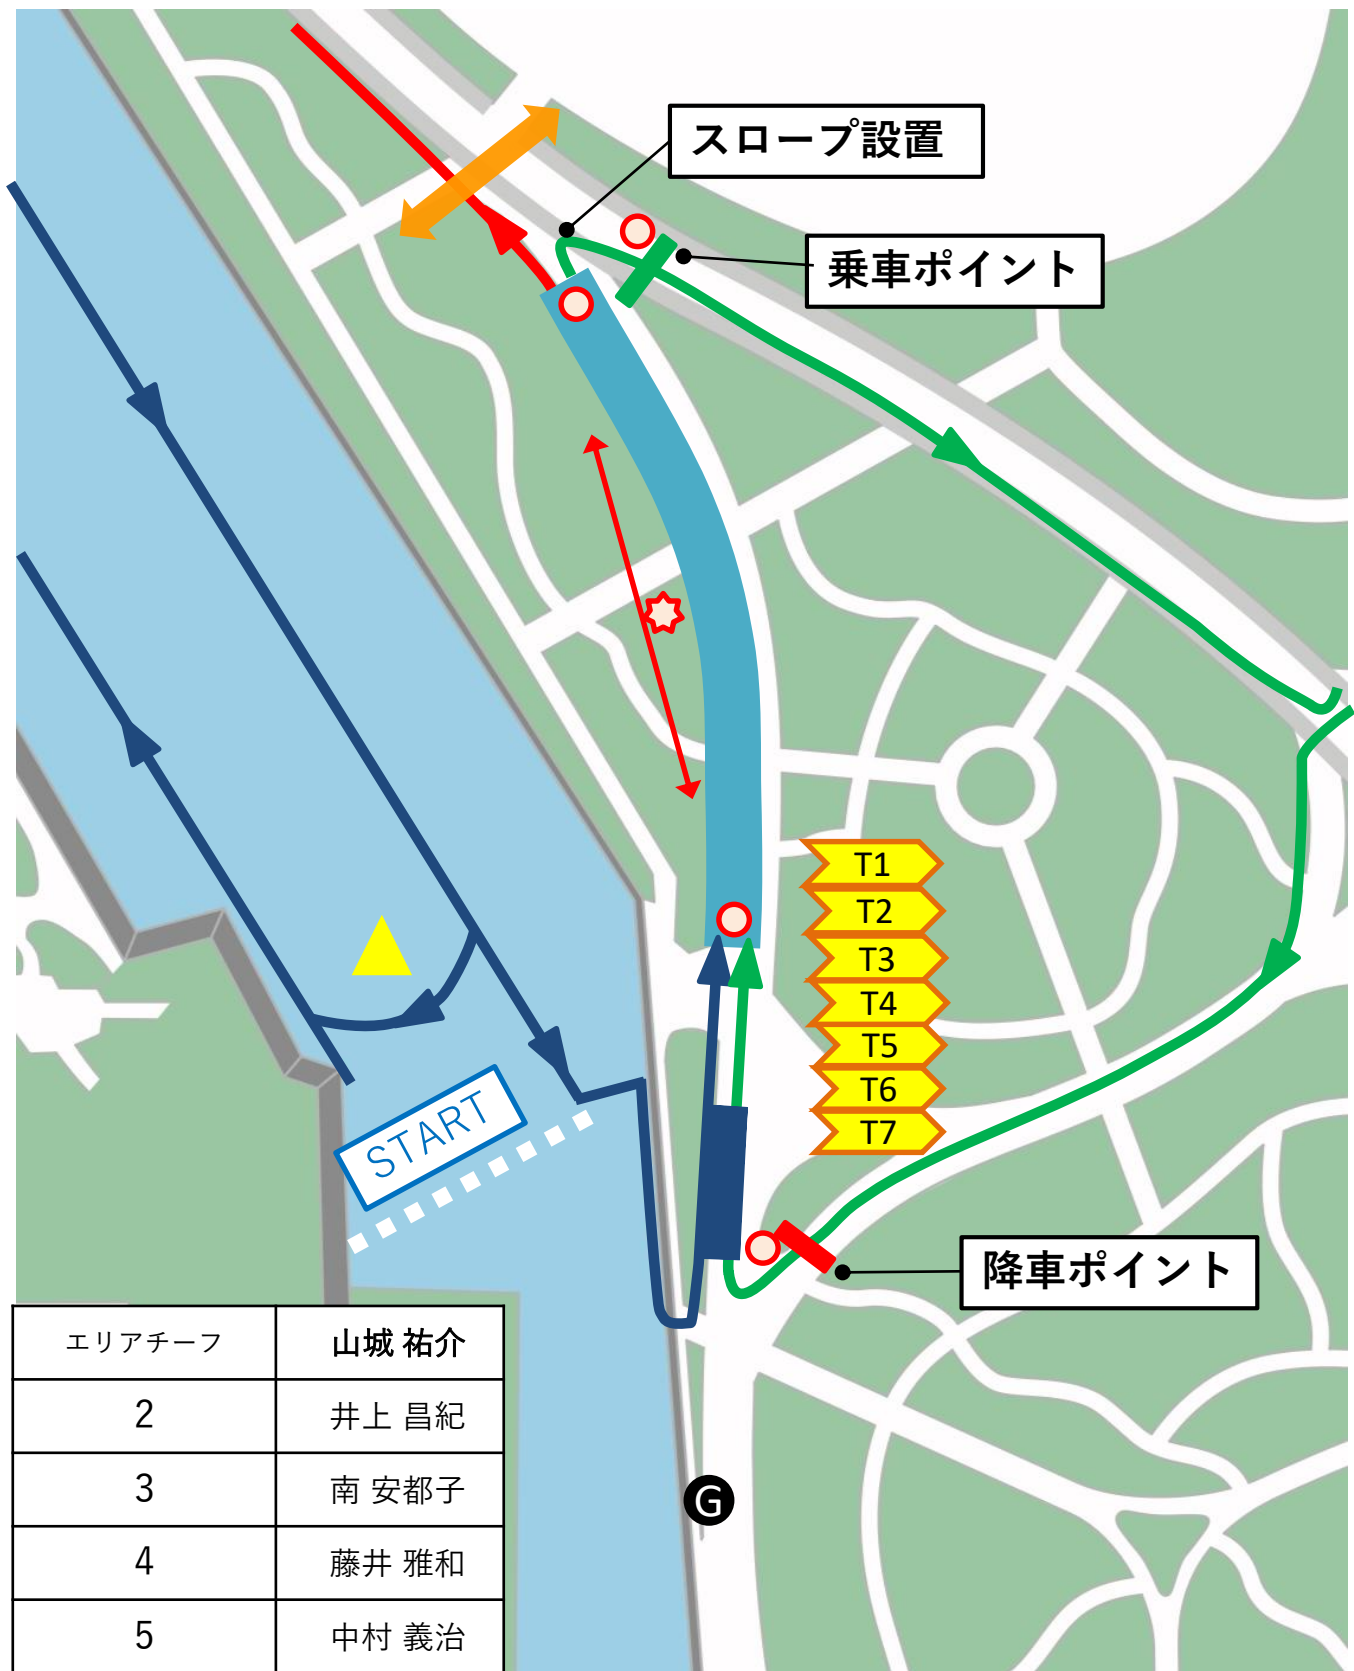 スロープ設置
乗車ポイント
T1
T2
T3
T4
T5
T6
T7
START
降車ポイント
エリアチーフ 山城 祐介
2 井上 昌紀
3 南 安都子
4 藤井 雅和
5 中村 義治
G